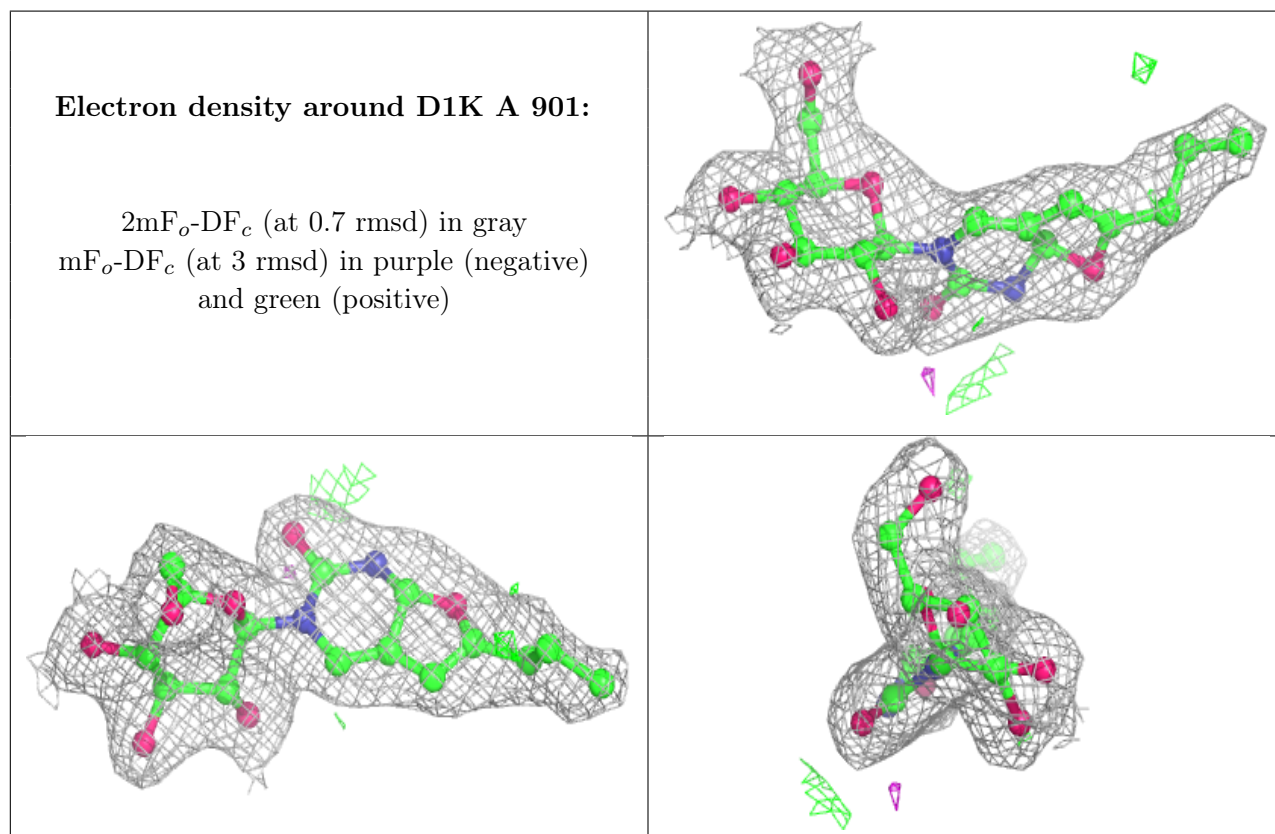 Electron density around D1K A 901:
2mFₒ-DF𝒸 (at 0.7 rmsd) in gray
mFₒ-DF𝒸 (at 3 rmsd) in purple (negative)
and green (positive)